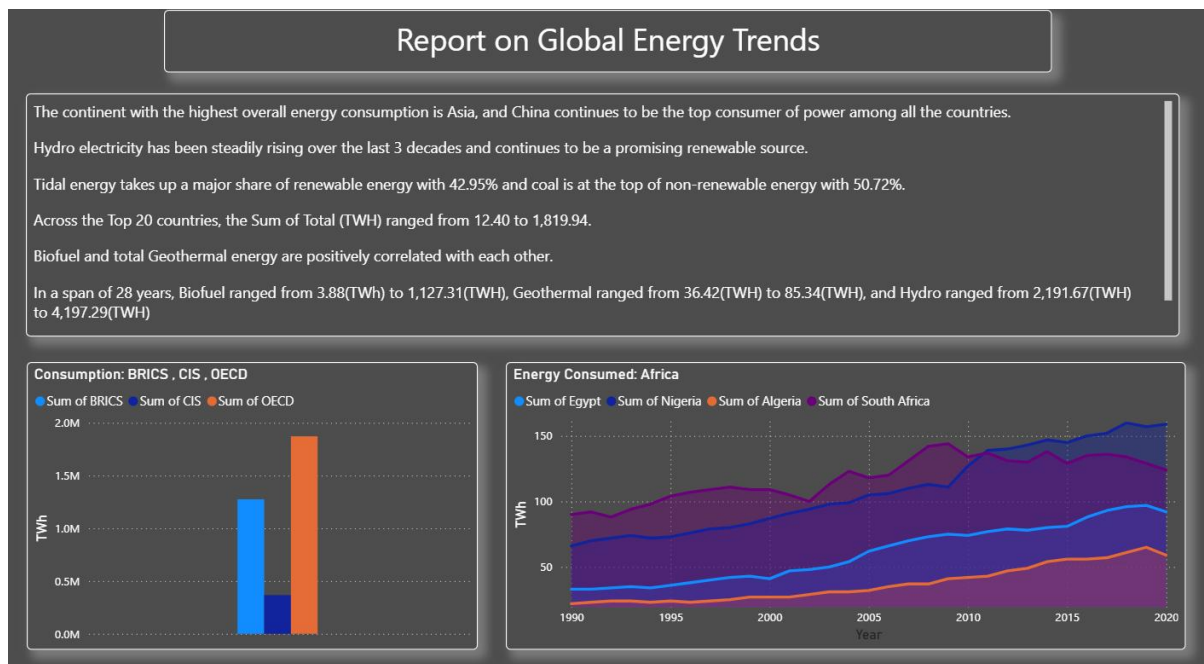 Report on Global Energy Trends
The continent with the highest overall energy consumption is Asia, and China continues to be the top consumer of power among all the countries.
Hydro electricity has been steadily rising over the last 3 decades and continues to be a promising renewable source.
Tidal energy takes up a major share of renewable energy with 42.95% and coal is at the top of non-renewable energy with 50.72%.
Across the Top 20 countries, the Sum of Total (TWH) ranged from 12.40 to 1,819.94.
Biofuel and total Geothermal energy are positively correlated with each other.
In a span of 28 years, Biofuel ranged from 3.88(TWh) to 1,127.31(TWH), Geothermal ranged from 36.42(TWH) to 85.34(TWH), and Hydro ranged from 2,191.67(TWH)
to 4,197.29(TWH)
Consumption: BRICS , CIS , OECD
Sum of BRICS Sum of CIS Sum of OECD
2.0M
1.5M
1.0M
0.5M
0.0M
TWh
Energy Consumed: Africa
Sum of Egypt Sum of Nigeria Sum of Algeria Sum of South Africa
150
100
50
TWh
1990 1995 2000 2005 2010 2015 2020
Year